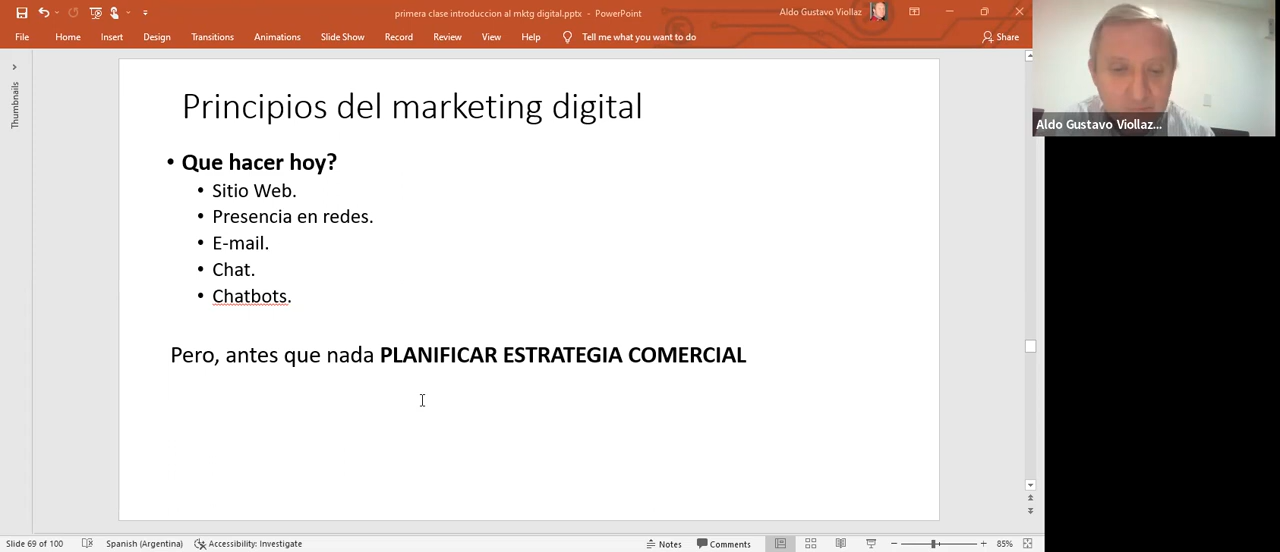 primera clase introduccion al mktg digital.pptx - PowerPoint
Aldo Gustavo Viollaz
File Home Insert Design Transitions Animations Slide Show Record Review View Help Tell me what you want to do Share
Aldo Gustavo Viollaz...
Thumbnails
Principios del marketing digital
• Que hacer hoy?
• Sitio Web.
• Presencia en redes.
• E-mail.
• Chat.
• Chatbots.
Pero, antes que nada PLANIFICAR ESTRATEGIA COMERCIAL
Slide 69 of 100 Spanish (Argentina) Accessibility: Investigate Notes Comments 85%